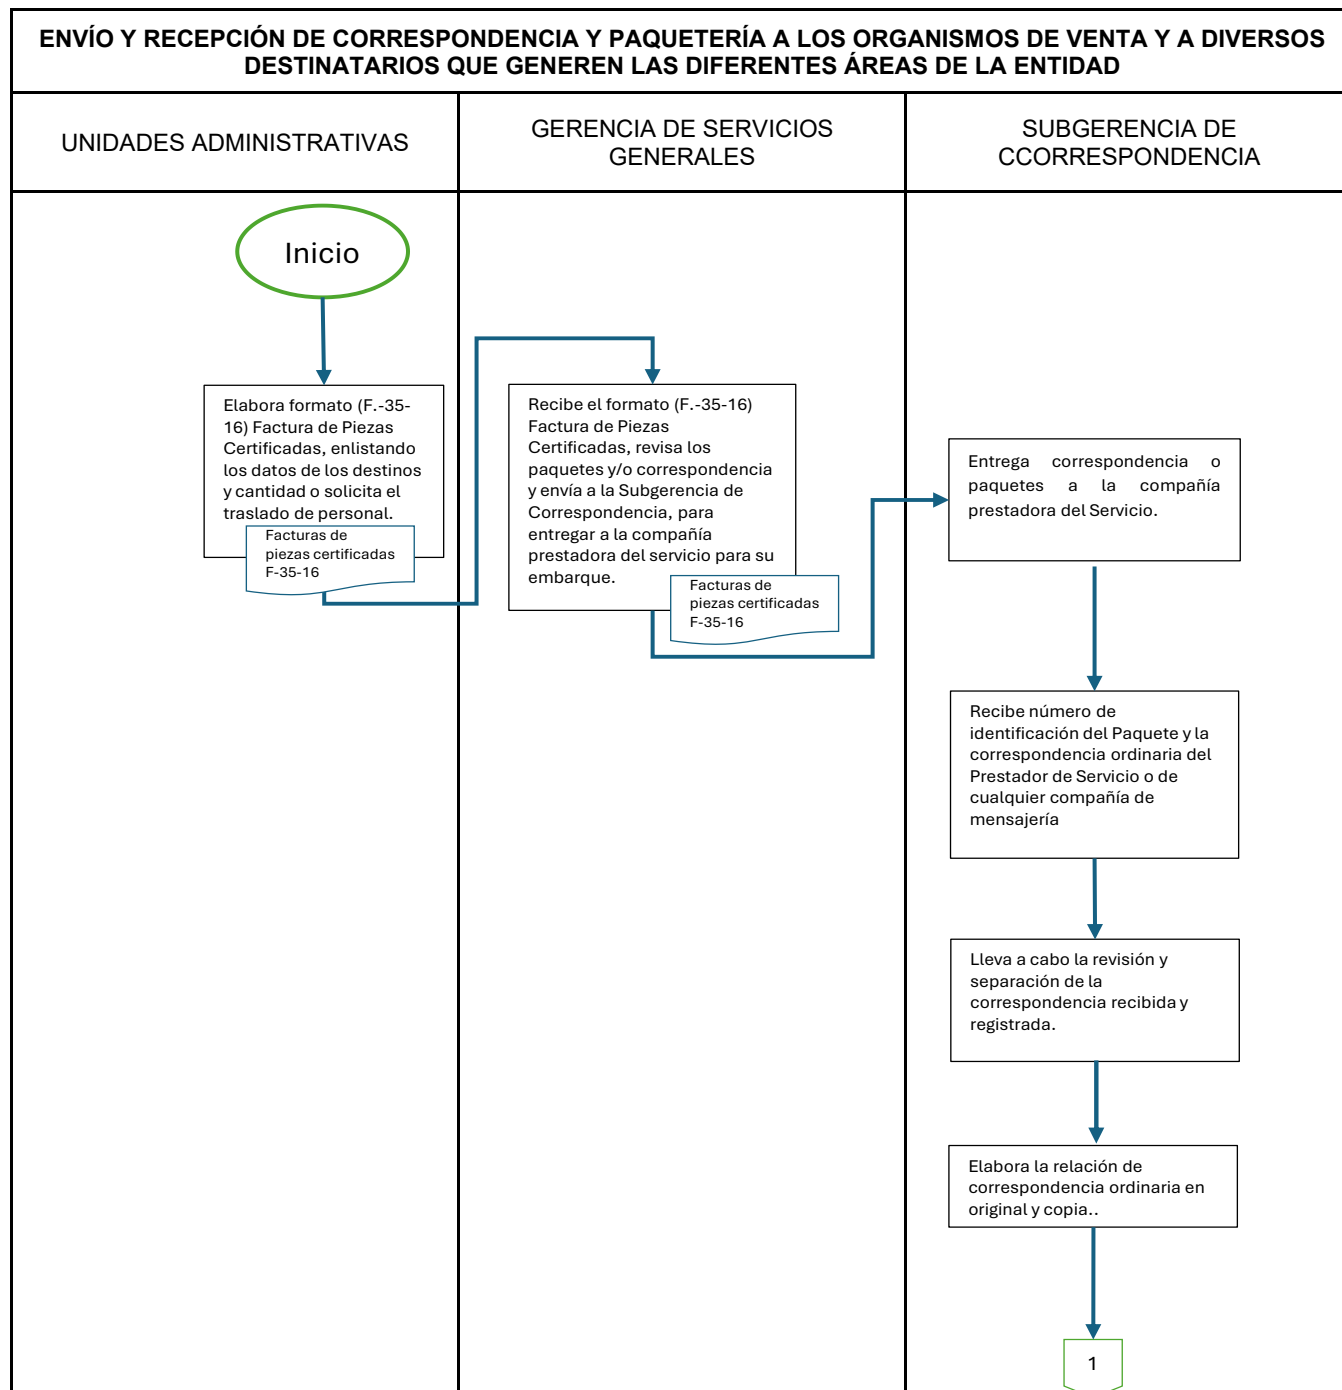 ENVÍO Y RECEPCIÓN DE CORRESPONDENCIA Y PAQUETERÍA A LOS ORGANISMOS DE VENTA Y A DIVERSOS
DESTINATARIOS QUE GENEREN LAS DIFERENTES ÁREAS DE LA ENTIDAD
UNIDADES ADMINISTRATIVAS
GERENCIA DE SERVICIOS
GENERALES
SUBGERENCIA DE
CCORRESPONDENCIA
Inicio
Elabora formato (F.-35-
16) Factura de Piezas
Certificadas, enlistando
los datos de los destinos
y cantidad o solicita el
traslado de personal.
Facturas de
piezas certificadas
F-35-16
Recibe el formato (F.-35-16)
Factura de Piezas
Certificadas, revisa los
paquetes y/o correspondencia
y envía a la Subgerencia de
Correspondencia, para
entregar a la compañía
prestadora del servicio para su
embarque.
Facturas de
piezas certificadas
F-35-16
Entrega correspondencia o
paquetes a la compañía
prestadora del Servicio.
Recibe número de
identificación del Paquete y la
correspondencia ordinaria del
Prestador de Servicio o de
cualquier compañía de
mensajería
Lleva a cabo la revisión y
separación de la
correspondencia recibida y
registrada.
Elabora la relación de
correspondencia ordinaria en
original y copia..
1